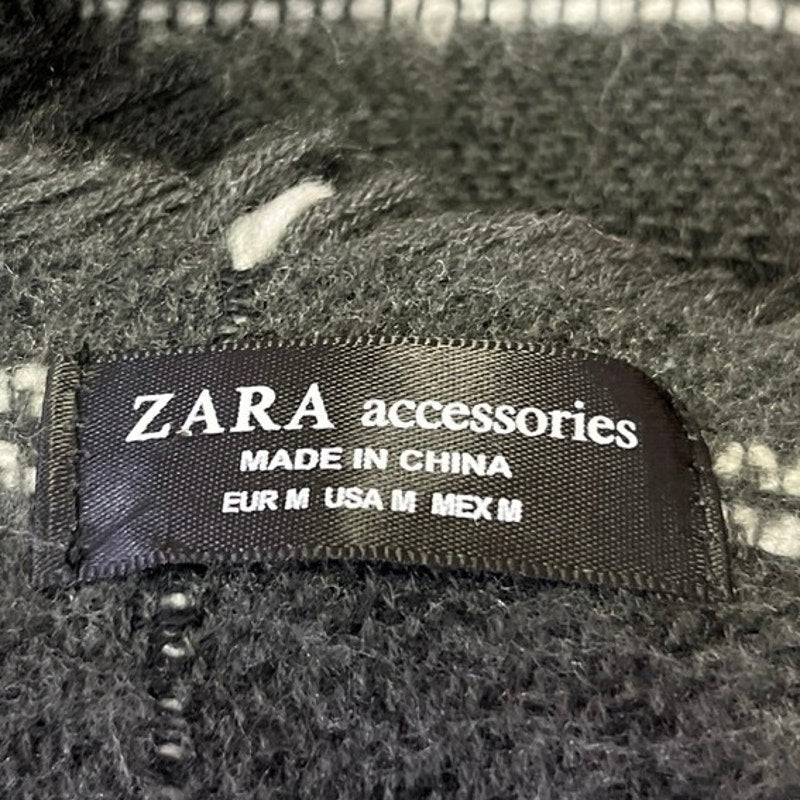 ZARA accessories
MADE IN CHINA
EUR M USA M MEX M